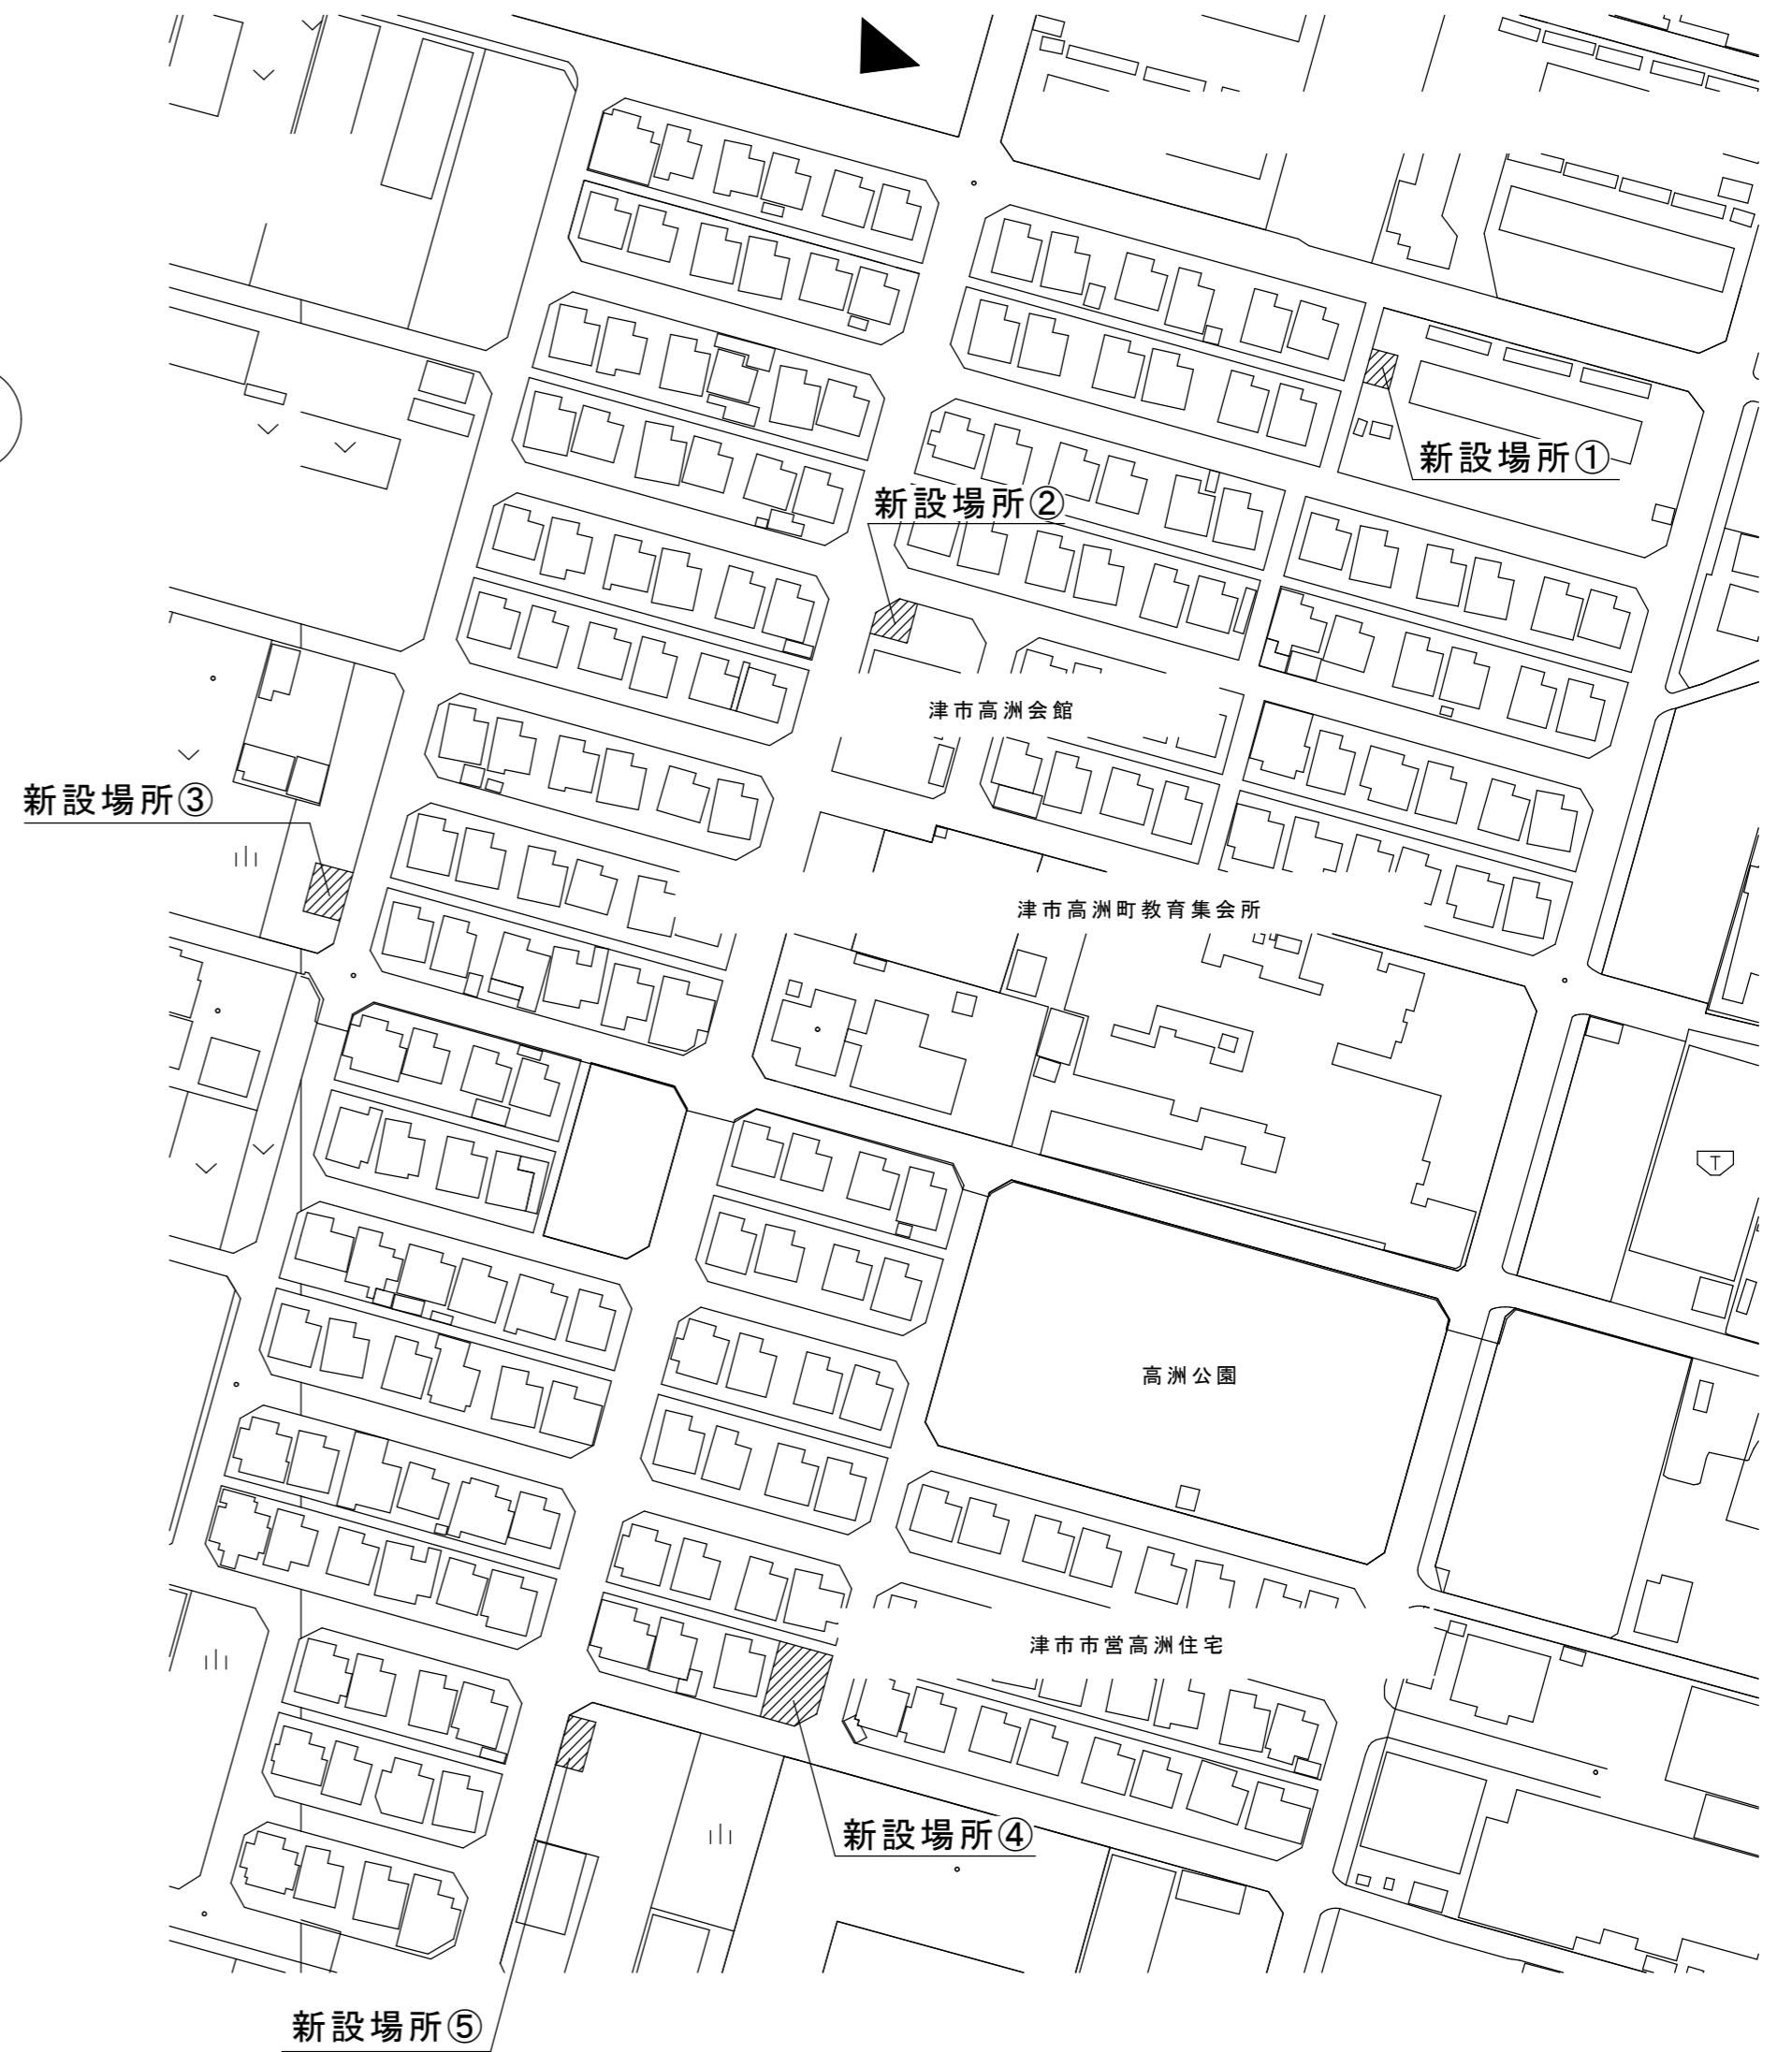 新設場所①
新設場所②
津市高洲会館
新設場所③
津市高洲町教育集会所
高洲公園
津市市営高洲住宅
新設場所④
新設場所⑤